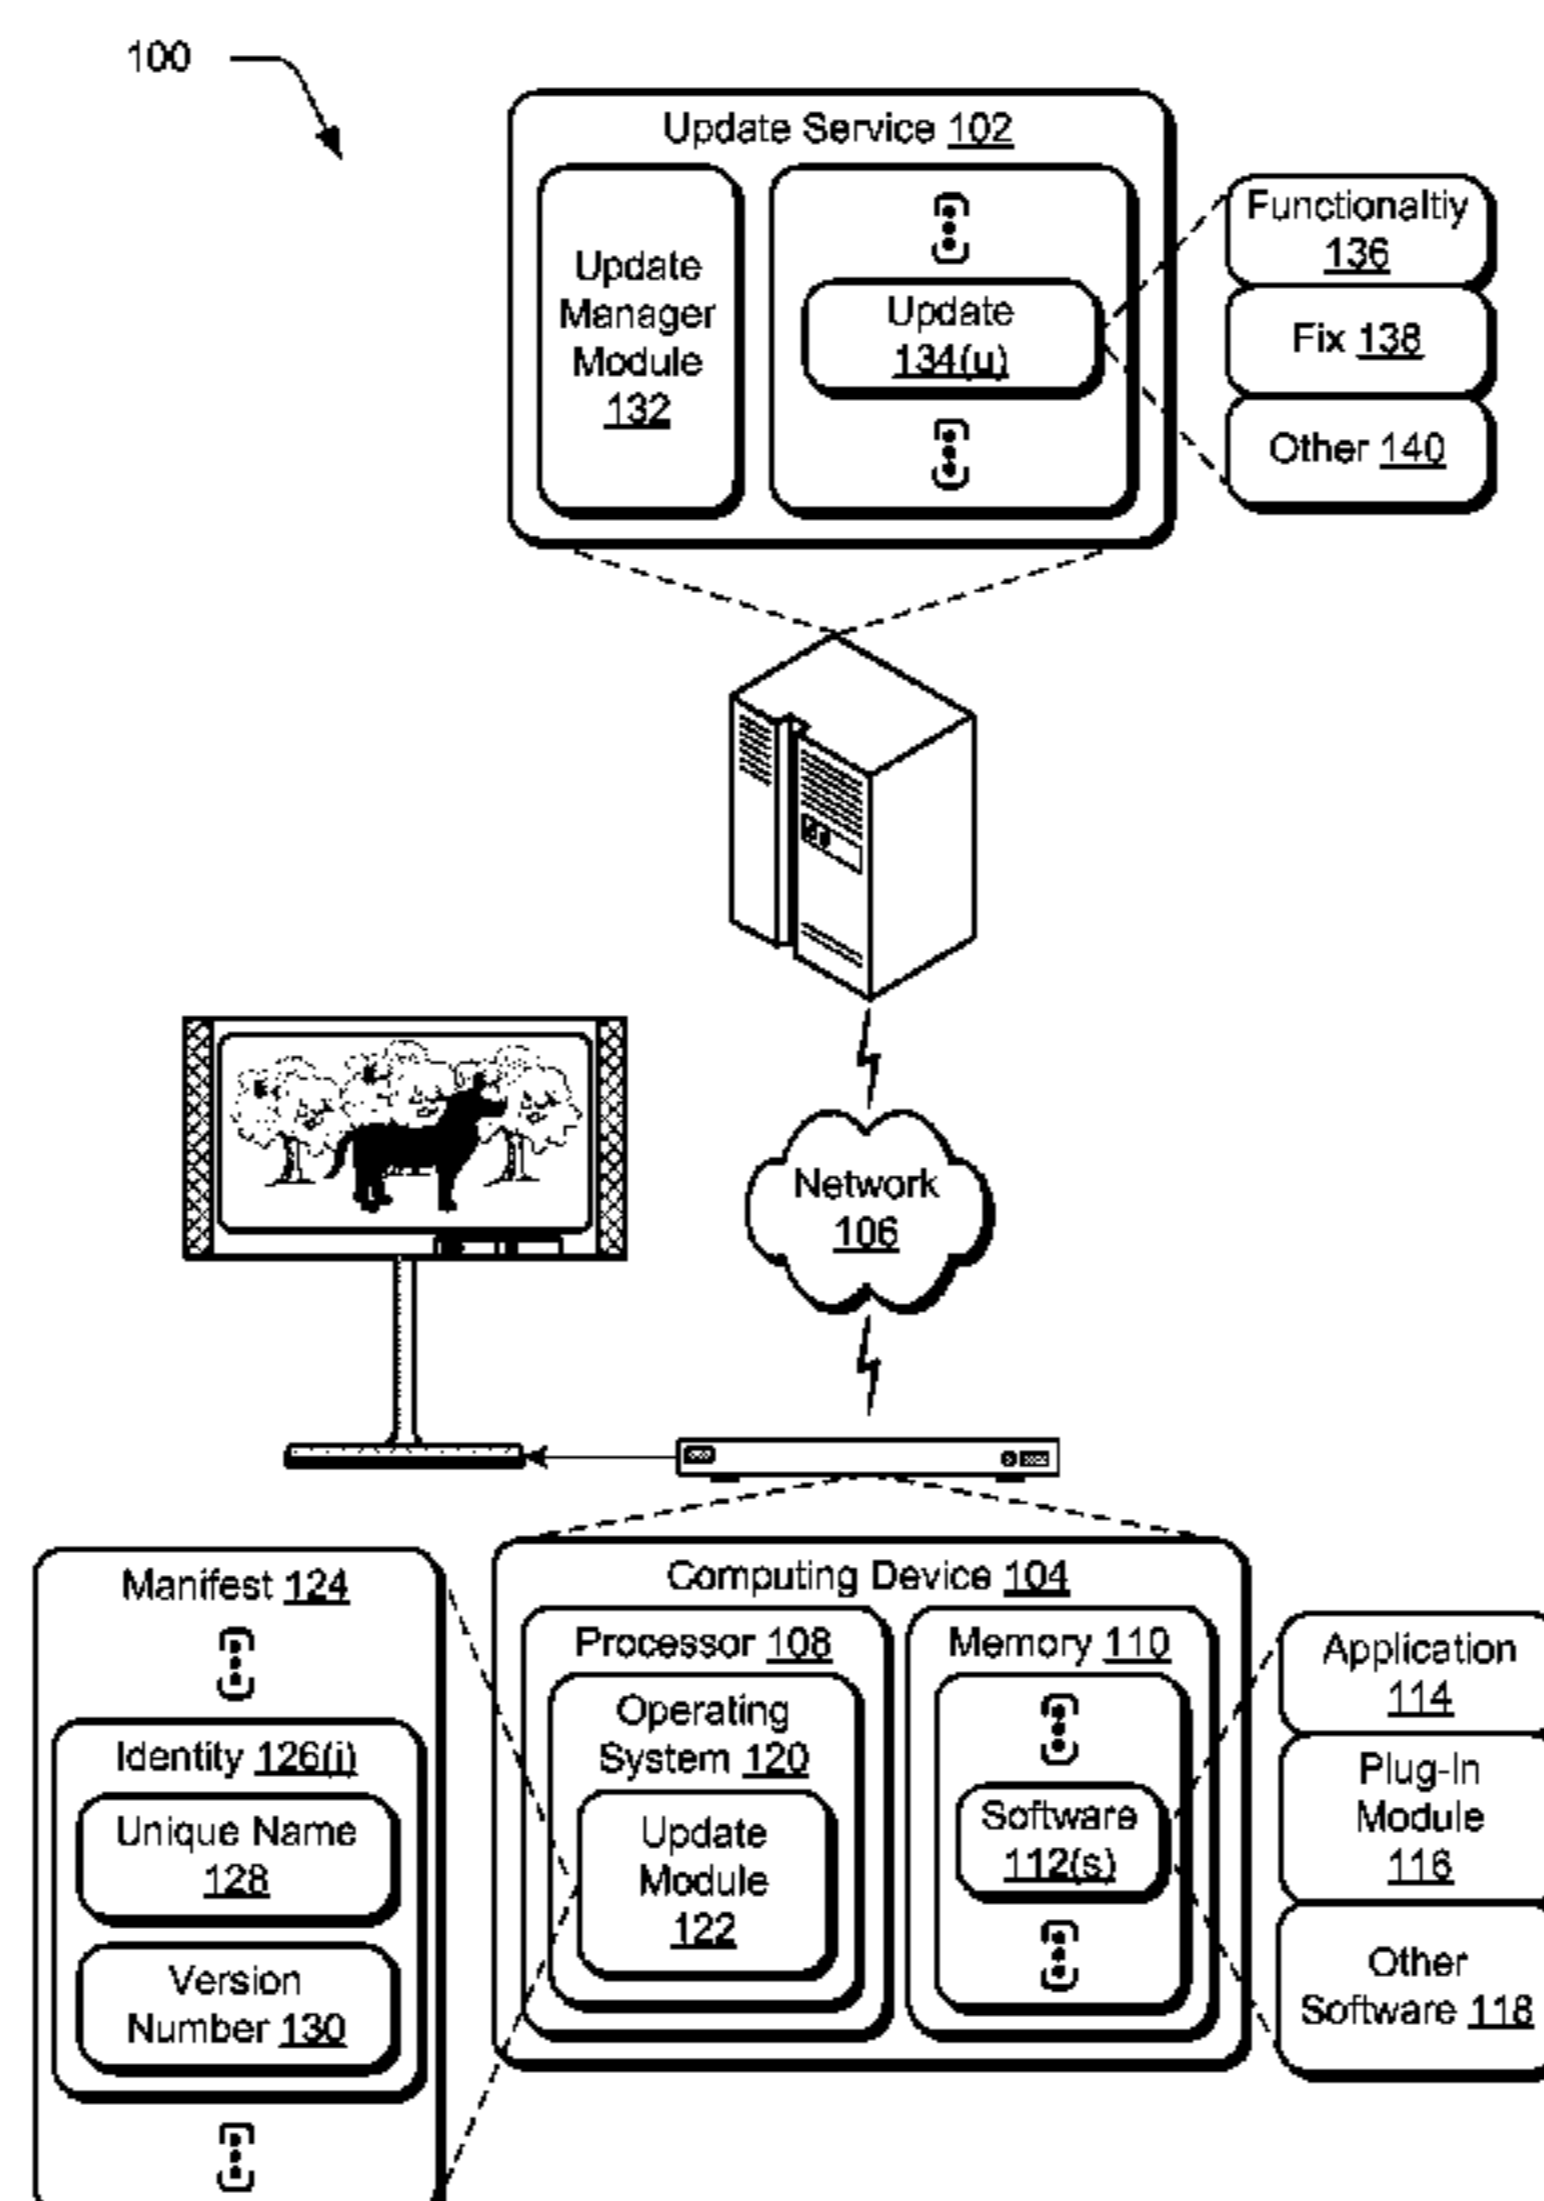 100
Update Service 102
Update
Manager
Module
132
Update
134(u)
Functionaltiy
136
Fix 138
Other 140
Network
106
Manifest 124
Identity 126(i)
Unique Name
128
Version
Number 130
Computing Device 104
Processor 108
Operating
System 120
Update
Module
122
Memory 110
Software
112(s)
Application
114
Plug-In
Module
116
Other
Software 118